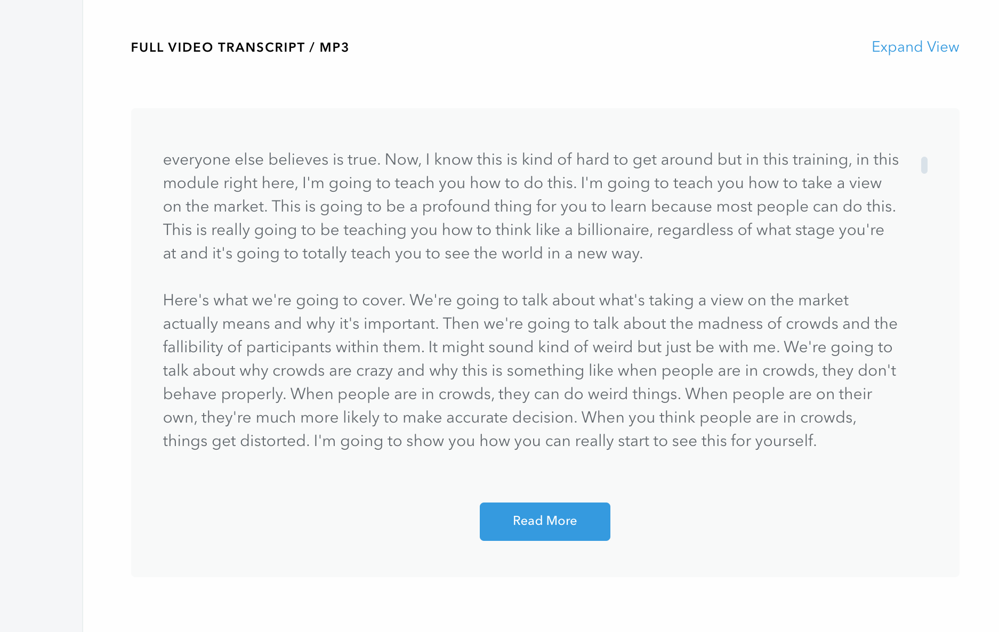 FULL VIDEO TRANSCRIPT / MP3
Expand View
everyone else believes is true. Now, I know this is kind of hard to get around but in this training, in this
module right here, I'm going to teach you how to do this. I'm going to teach you how to take a view
on the market. This is going to be a profound thing for you to learn because most people can do this.
This is really going to be teaching you how to think like a billionaire, regardless of what stage you're
at and it's going to totally teach you to see the world in a new way.
Here's what we're going to cover. We're going to talk about what's taking a view on the market
actually means and why it's important. Then we're going to talk about the madness of crowds and the
fallibility of participants within them. It might sound kind of weird but just be with me. We're going to
talk about why crowds are crazy and why this is something like when people are in crowds, they don't
behave properly. When people are in crowds, they can do weird things. When people are on their
own, they're much more likely to make accurate decision. When you think people are in crowds,
things get distorted. I'm going to show you how you can really start to see this for yourself.
Read More